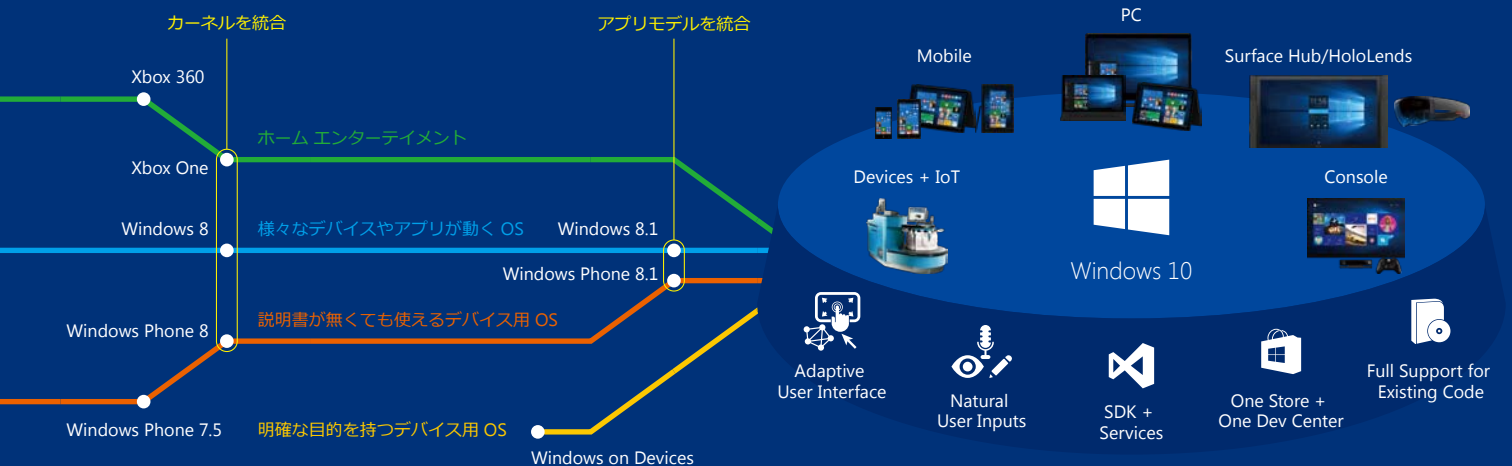 カーネルを統合
アプリモデルを統合
PC
Mobile
Surface Hub/HoloLends
Xbox 360
ホーム エンターテイメント
Xbox One
Devices + IoT
Console
Windows 8
様々なデバイスやアプリが動く OS
Windows 8.1
Windows Phone 8.1
Windows 10
Windows Phone 8
説明書が無くても使えるデバイス用 OS
Adaptive
User Interface
Natural
User Inputs
SDK +
Services
One Store +
One Dev Center
Full Support for
Existing Code
Windows Phone 7.5
明確な目的を持つデバイス用 OS
Windows on Devices